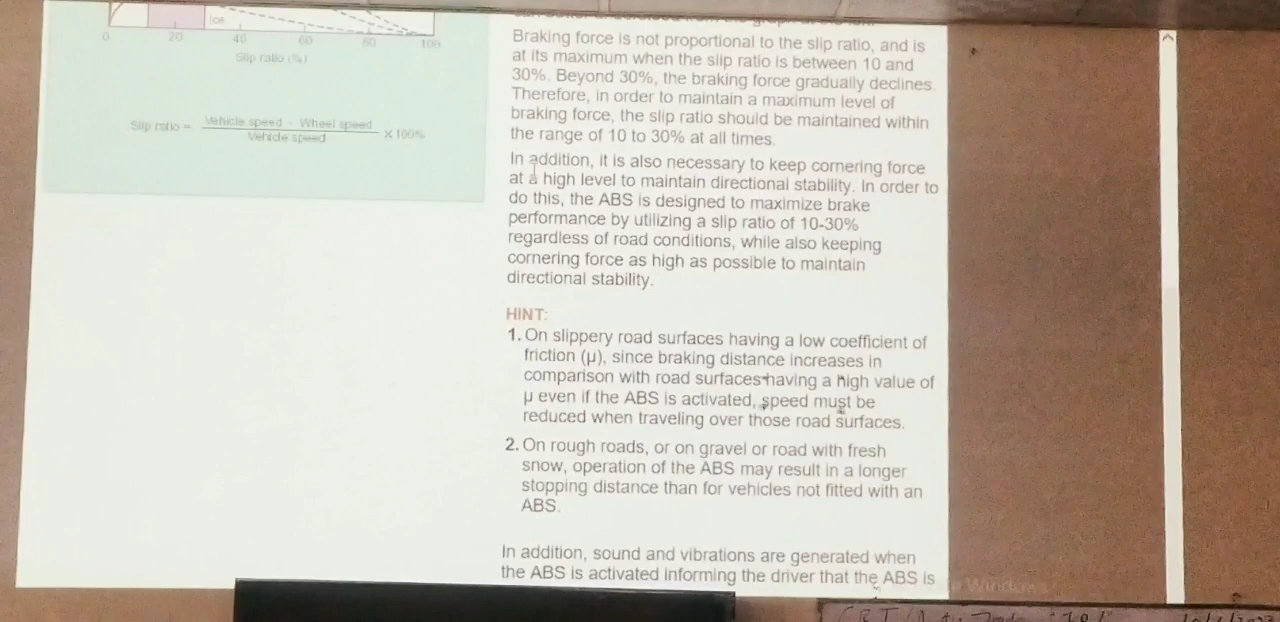 Ice
0 20 40 60 80 100
Slip ratio (%)
Slip ratio = Vehicle speed - Wheel speed
Vehicle speed
X 100%
Braking force is not proportional to the slip ratio, and is
at its maximum when the slip ratio is between 10 and
30%. Beyond 30%, the braking force gradually declines.
Therefore, in order to maintain a maximum level of
braking force, the slip ratio should be maintained within
the range of 10 to 30% at all times.
In addition, it is also necessary to keep cornering force
at a high level to maintain directional stability. In order to
do this, the ABS is designed to maximize brake
performance by utilizing a slip ratio of 10-30%
regardless of road conditions, while also keeping
cornering force as high as possible to maintain
directional stability.
HINT:
1. On slippery road surfaces having a low coefficient of
friction (μ), since braking distance increases in
comparison with road surfaces having a high value of
μ even if the ABS is activated, speed must be
reduced when traveling over those road surfaces.
2. On rough roads, or on gravel or road with fresh
snow, operation of the ABS may result in a longer
stopping distance than for vehicles not fitted with an
ABS.
In addition, sound and vibrations are generated when
the ABS is activated informing the driver that the ABS is
Windows